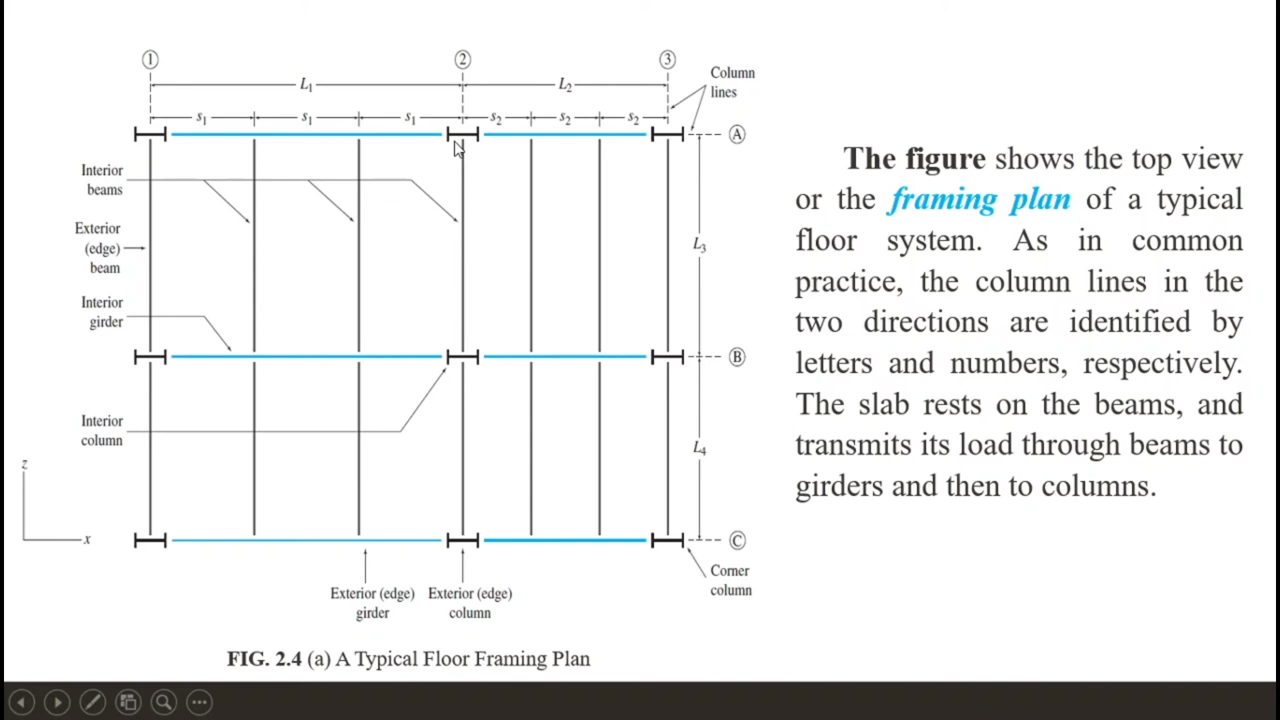 1 2 3
L₁ L₂
Column
lines
s₁ s₁ s₁ s₂ s₂ s₂
A
Interior
beams
Exterior
(edge)
beam
L₃
Interior
girder
B
Interior
column
L₄
z
x
C
Corner
column
Exterior (edge)
girder
Exterior (edge)
column
FIG. 2.4 (a) A Typical Floor Framing Plan
The figure shows the top view
or the framing plan of a typical
floor system. As in common
practice, the column lines in the
two directions are identified by
letters and numbers, respectively.
The slab rests on the beams, and
transmits its load through beams to
girders and then to columns.